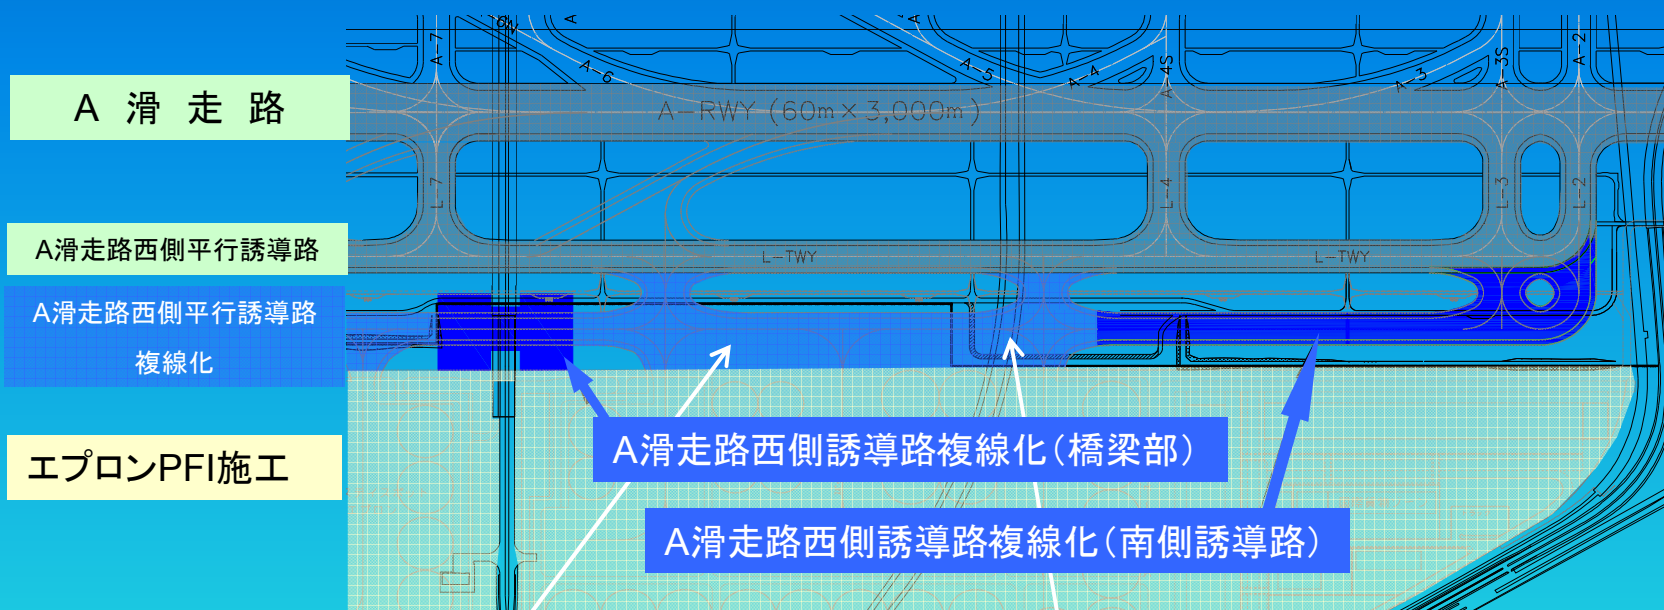 A-7
A-6
A-5
A-4
A-4S
A-3
A-3S
A-2
A 滑 走 路
A-RWY (60m×3,000m)
L-7
L-4
L-3
L-2
A滑走路西側平行誘導路
L-TWY
L-TWY
A滑走路西側平行誘導路
複線化
A滑走路西側誘導路複線化(橋梁部)
エプロンPFI施工
A滑走路西側誘導路複線化(南側誘導路)